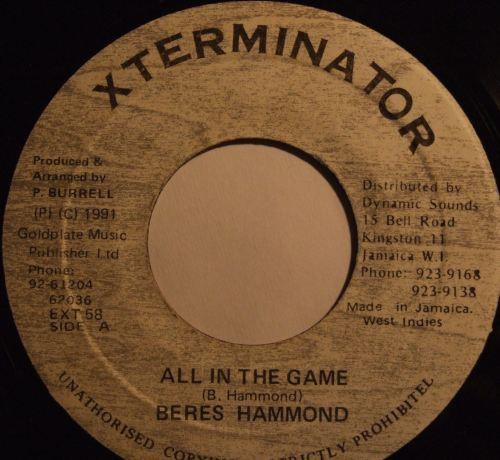 XTERMINATOR
Produced &
Arranged by
P. BURRELL
(P) (C) 1991
Goldplate Music
Publisher Ltd
Phone:
92-61204
62036
EXT 58
SIDE A
Distributed by
Dynamic Sounds
15 Bell Road
Kingston 11
Jamaica W.I.
Phone: 923-9168
923-9138
Made in Jamaica.
West Indies
ALL IN THE GAME
(B. Hammond)
BERES HAMMOND
UNAUTHORISED STRICTLY PROHIBITEL